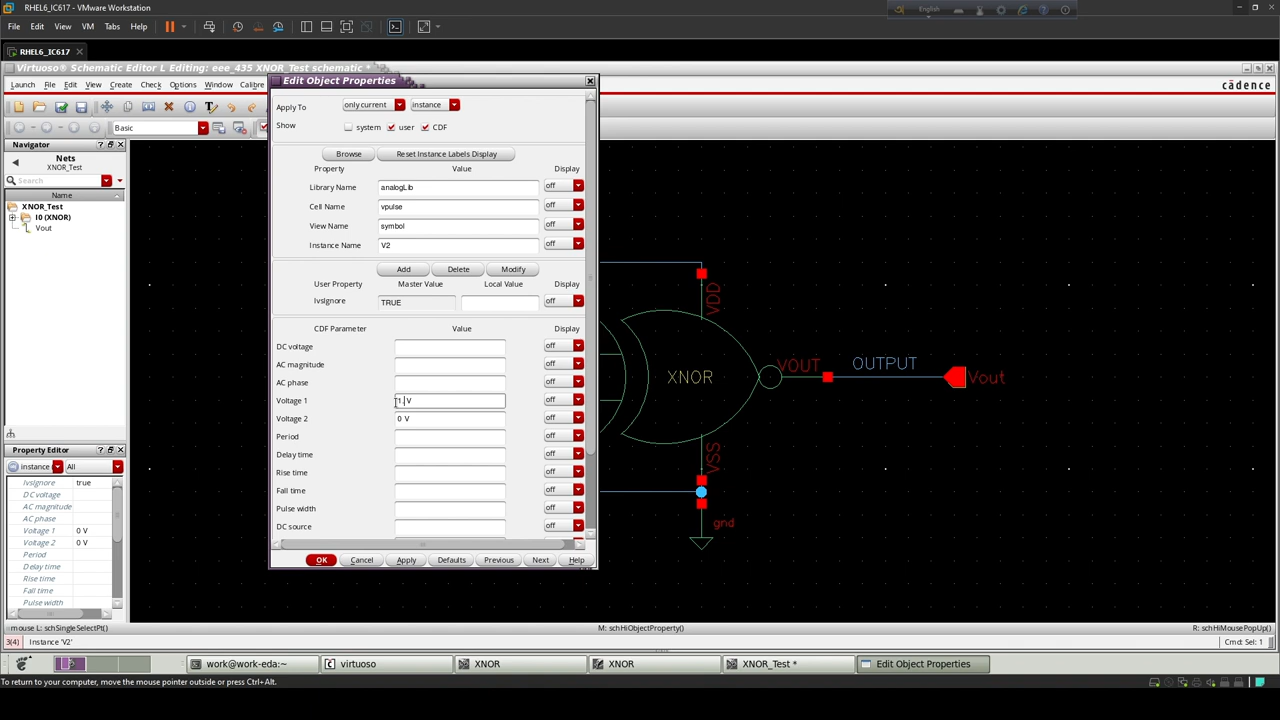 RHEL6_IC617 - VMware Workstation
English
File Edit View VM Tabs Help
RHEL6_IC617
Virtuoso® Schematic Editor L Editing: eee_435 XNOR_Test schematic *
Launch File Edit View Create Check Options Window Calibre
cādence
Basic
Navigator
Nets
XNOR_Test
Search
Name
XNOR_Test
I0 (XNOR)
Vout
Property Editor
instance All
lvsIgnore true
DC voltage
AC magnitude
AC phase
Voltage 1 0 V
Voltage 2 0 V
Period
Delay time
Rise time
Fall time
Pulse width
Edit Object Properties
Apply To only current instance
Show system user CDF
Browse Reset Instance Labels Display
Property Value Display
Library Name analogLib off
Cell Name vpulse off
View Name symbol off
Instance Name V2 off
Add Delete Modify
User Property Master Value Local Value Display
lvsIgnore TRUE off
CDF Parameter Value Display
DC voltage off
AC magnitude off
AC phase off
Voltage 1 1. V off
Voltage 2 0 V off
Period off
Delay time off
Rise time off
Fall time off
Pulse width off
DC source off
OK Cancel Apply Defaults Previous Next Help
VDD
XNOR
VOUT
OUTPUT
Vout
VSS
gnd
mouse L: schSingleSelectPt() M: schHiObjectProperty() R: schHiMousePopUp()
3(4) Instance 'V2' Cmd: Sel: 1
work@work-eda:~ virtuoso XNOR XNOR XNOR_Test * Edit Object Properties
To return to your computer, move the mouse pointer outside or press Ctrl+Alt.